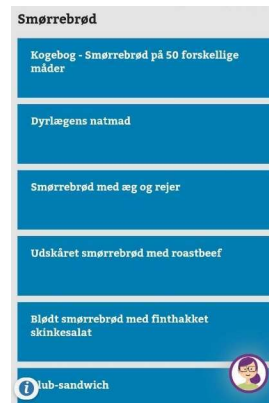 Smørrebrød
Kogebog - Smørrebrød på 50 forskellige
måder
Dyrlægens natmad
Smørrebrød med æg og rejer
Udskåret smørrebrød med roastbeef
Blødt smørrebrød med finthakket
skinkesalat
lub-sandwich